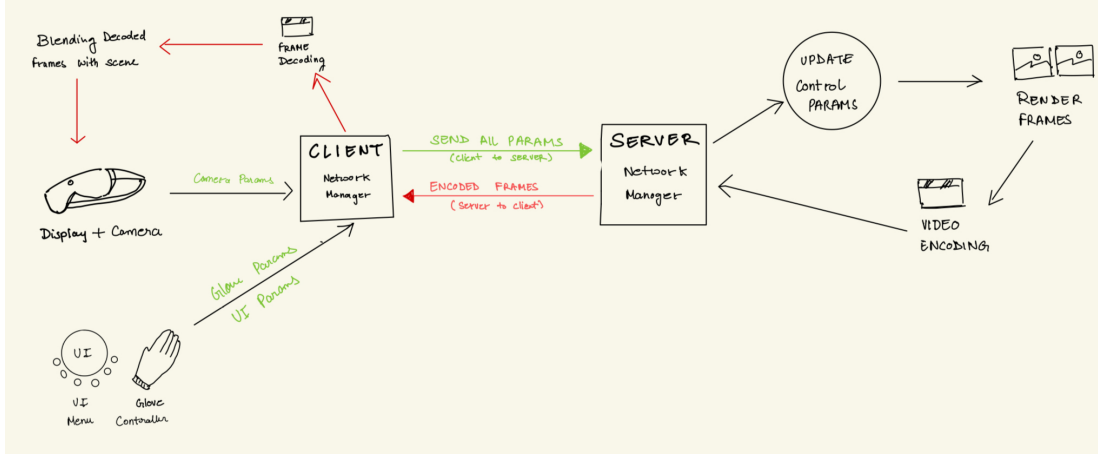 Blending Decoded
frames with scene
FRAME
Decoding
CLIENT
Network
Manager
SEND ALL PARAMS
(client to SERVER)
ENCODED FRAMES
(server to client)
SERVER
Network
Manager
UPDATE
Control
PARAMS
RENDER
FRAMES
VIDEO
ENCODING
Camera Params
Display + Camera
Glove Params
UI Params
UI
UI
Menu
Glove
Controller